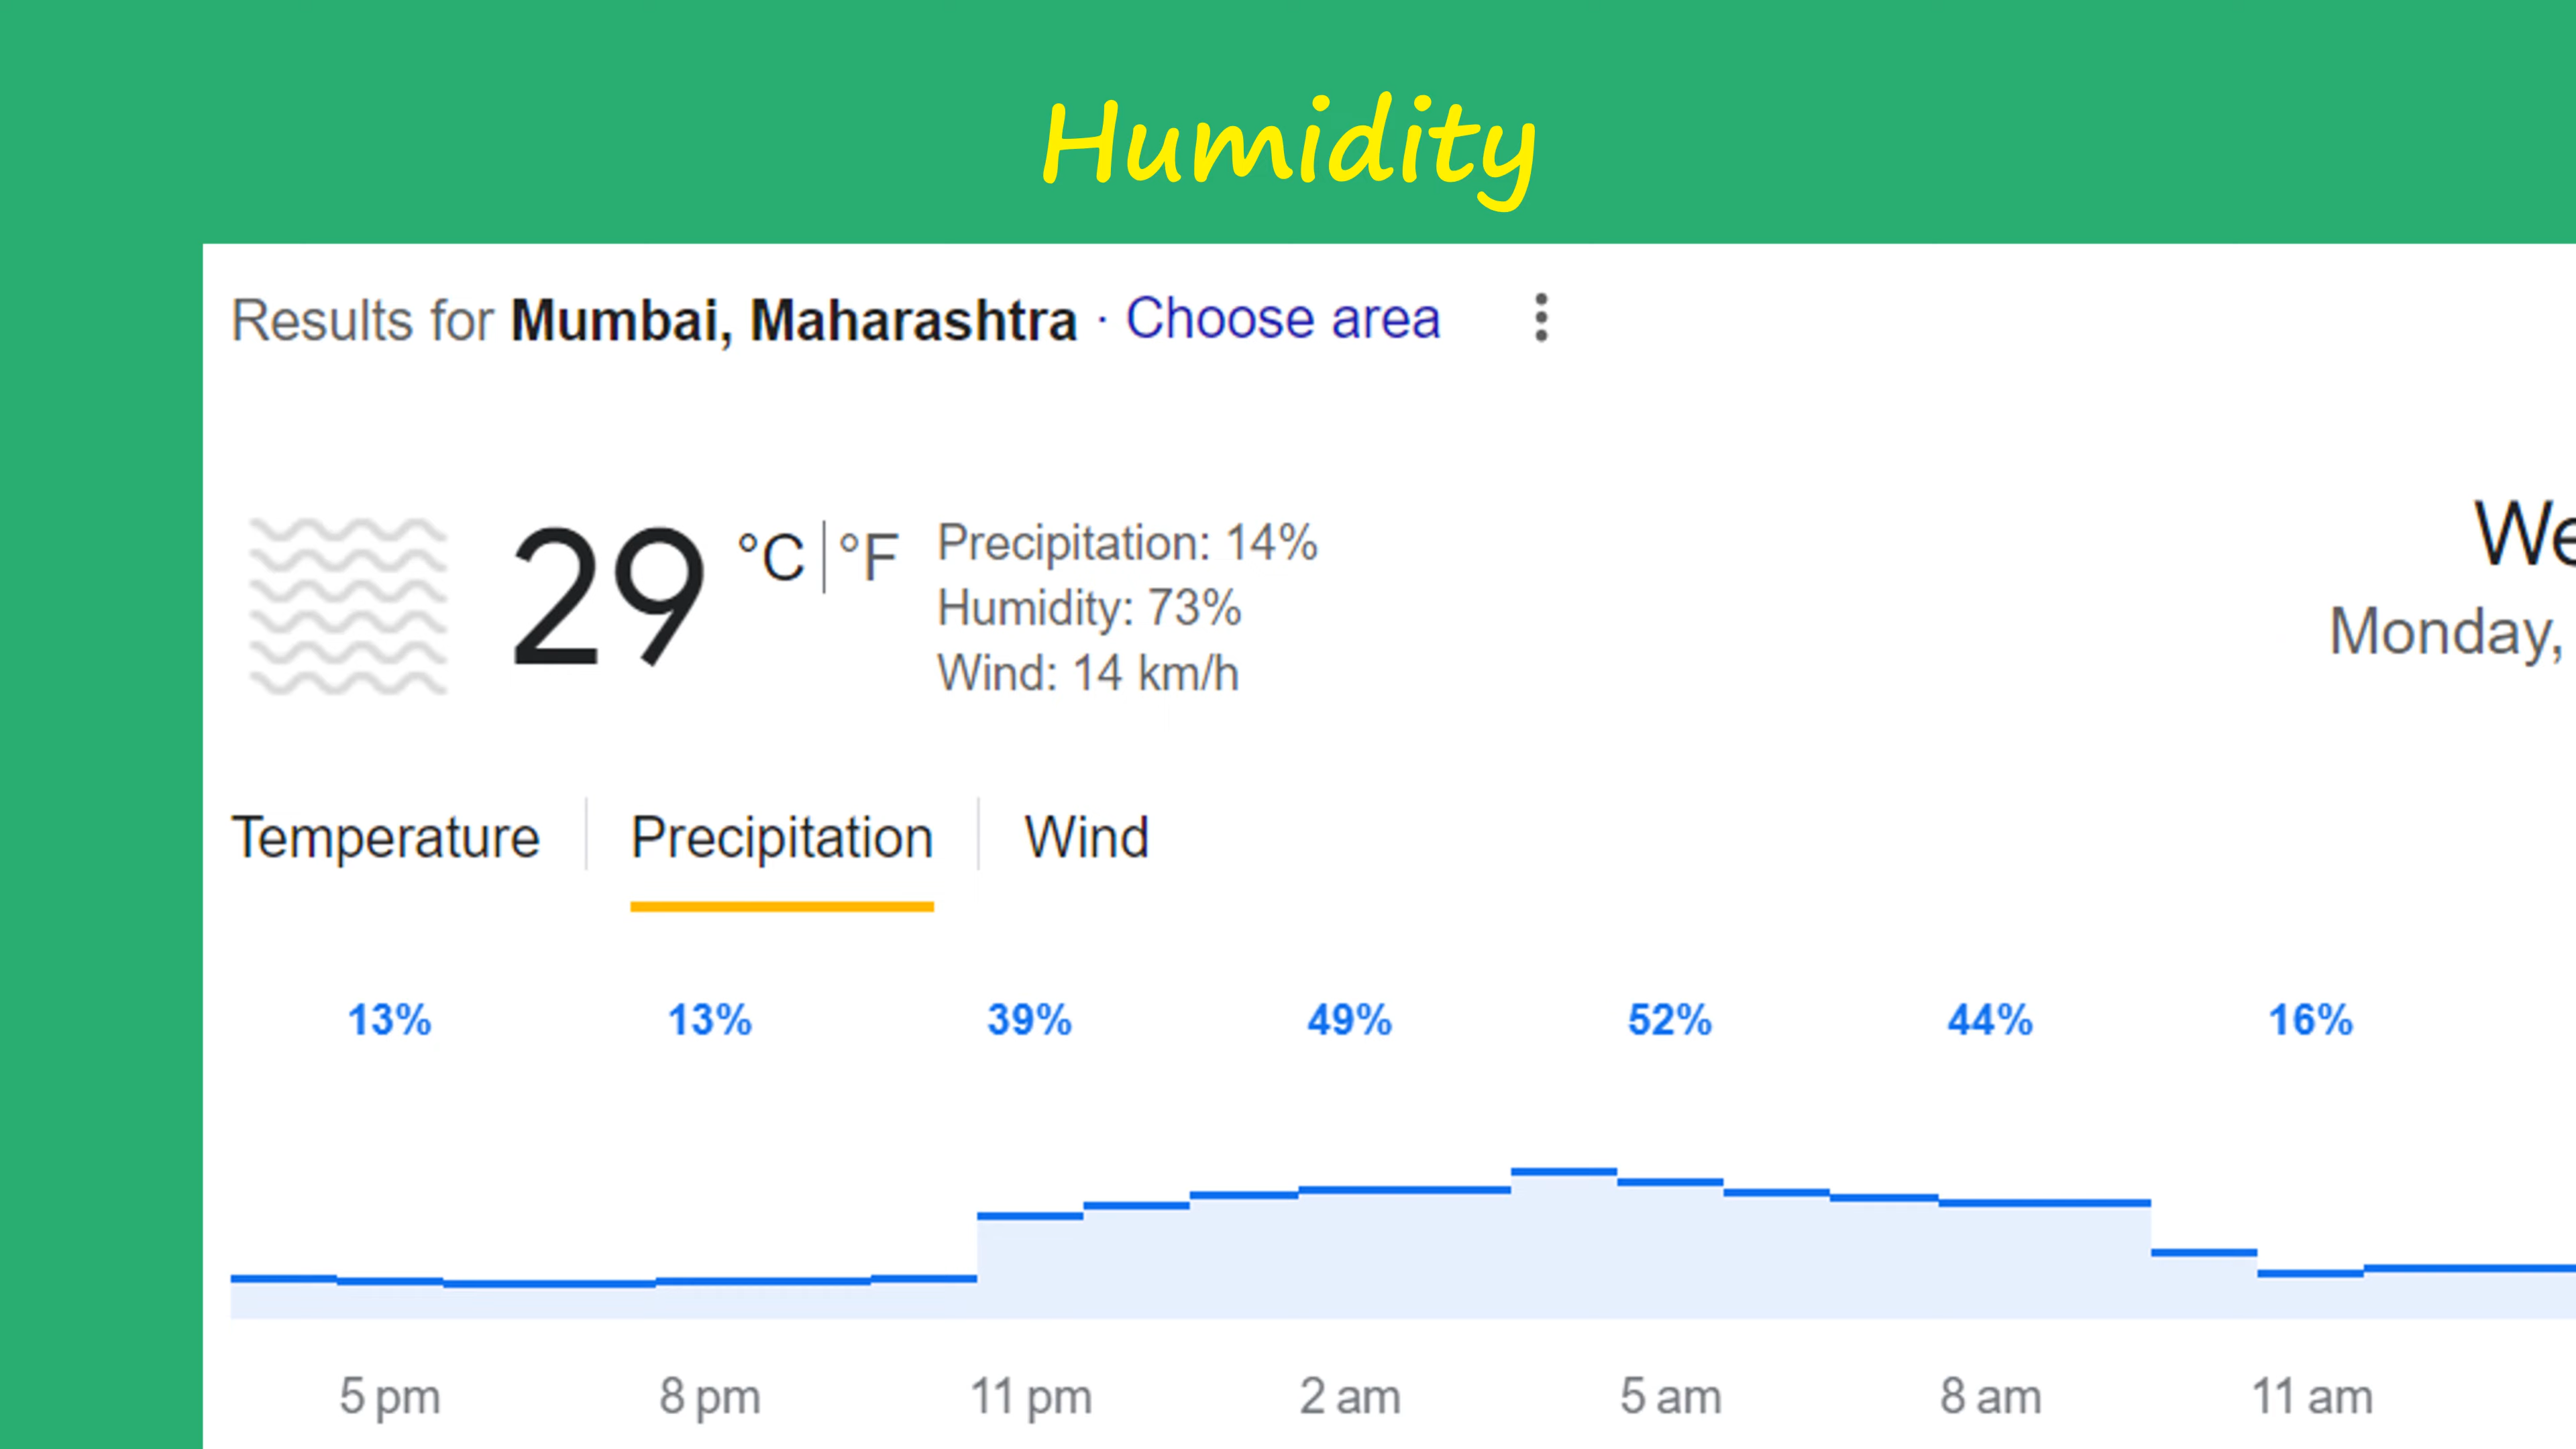 Humidity
Results for Mumbai, Maharashtra · Choose area
29 °C | °F
Precipitation: 14%
Humidity: 73%
Wind: 14 km/h
Monday,
Temperature Precipitation Wind
13% 13% 39% 49% 52% 44% 16%
5 pm 8 pm 11 pm 2 am 5 am 8 am 11 am